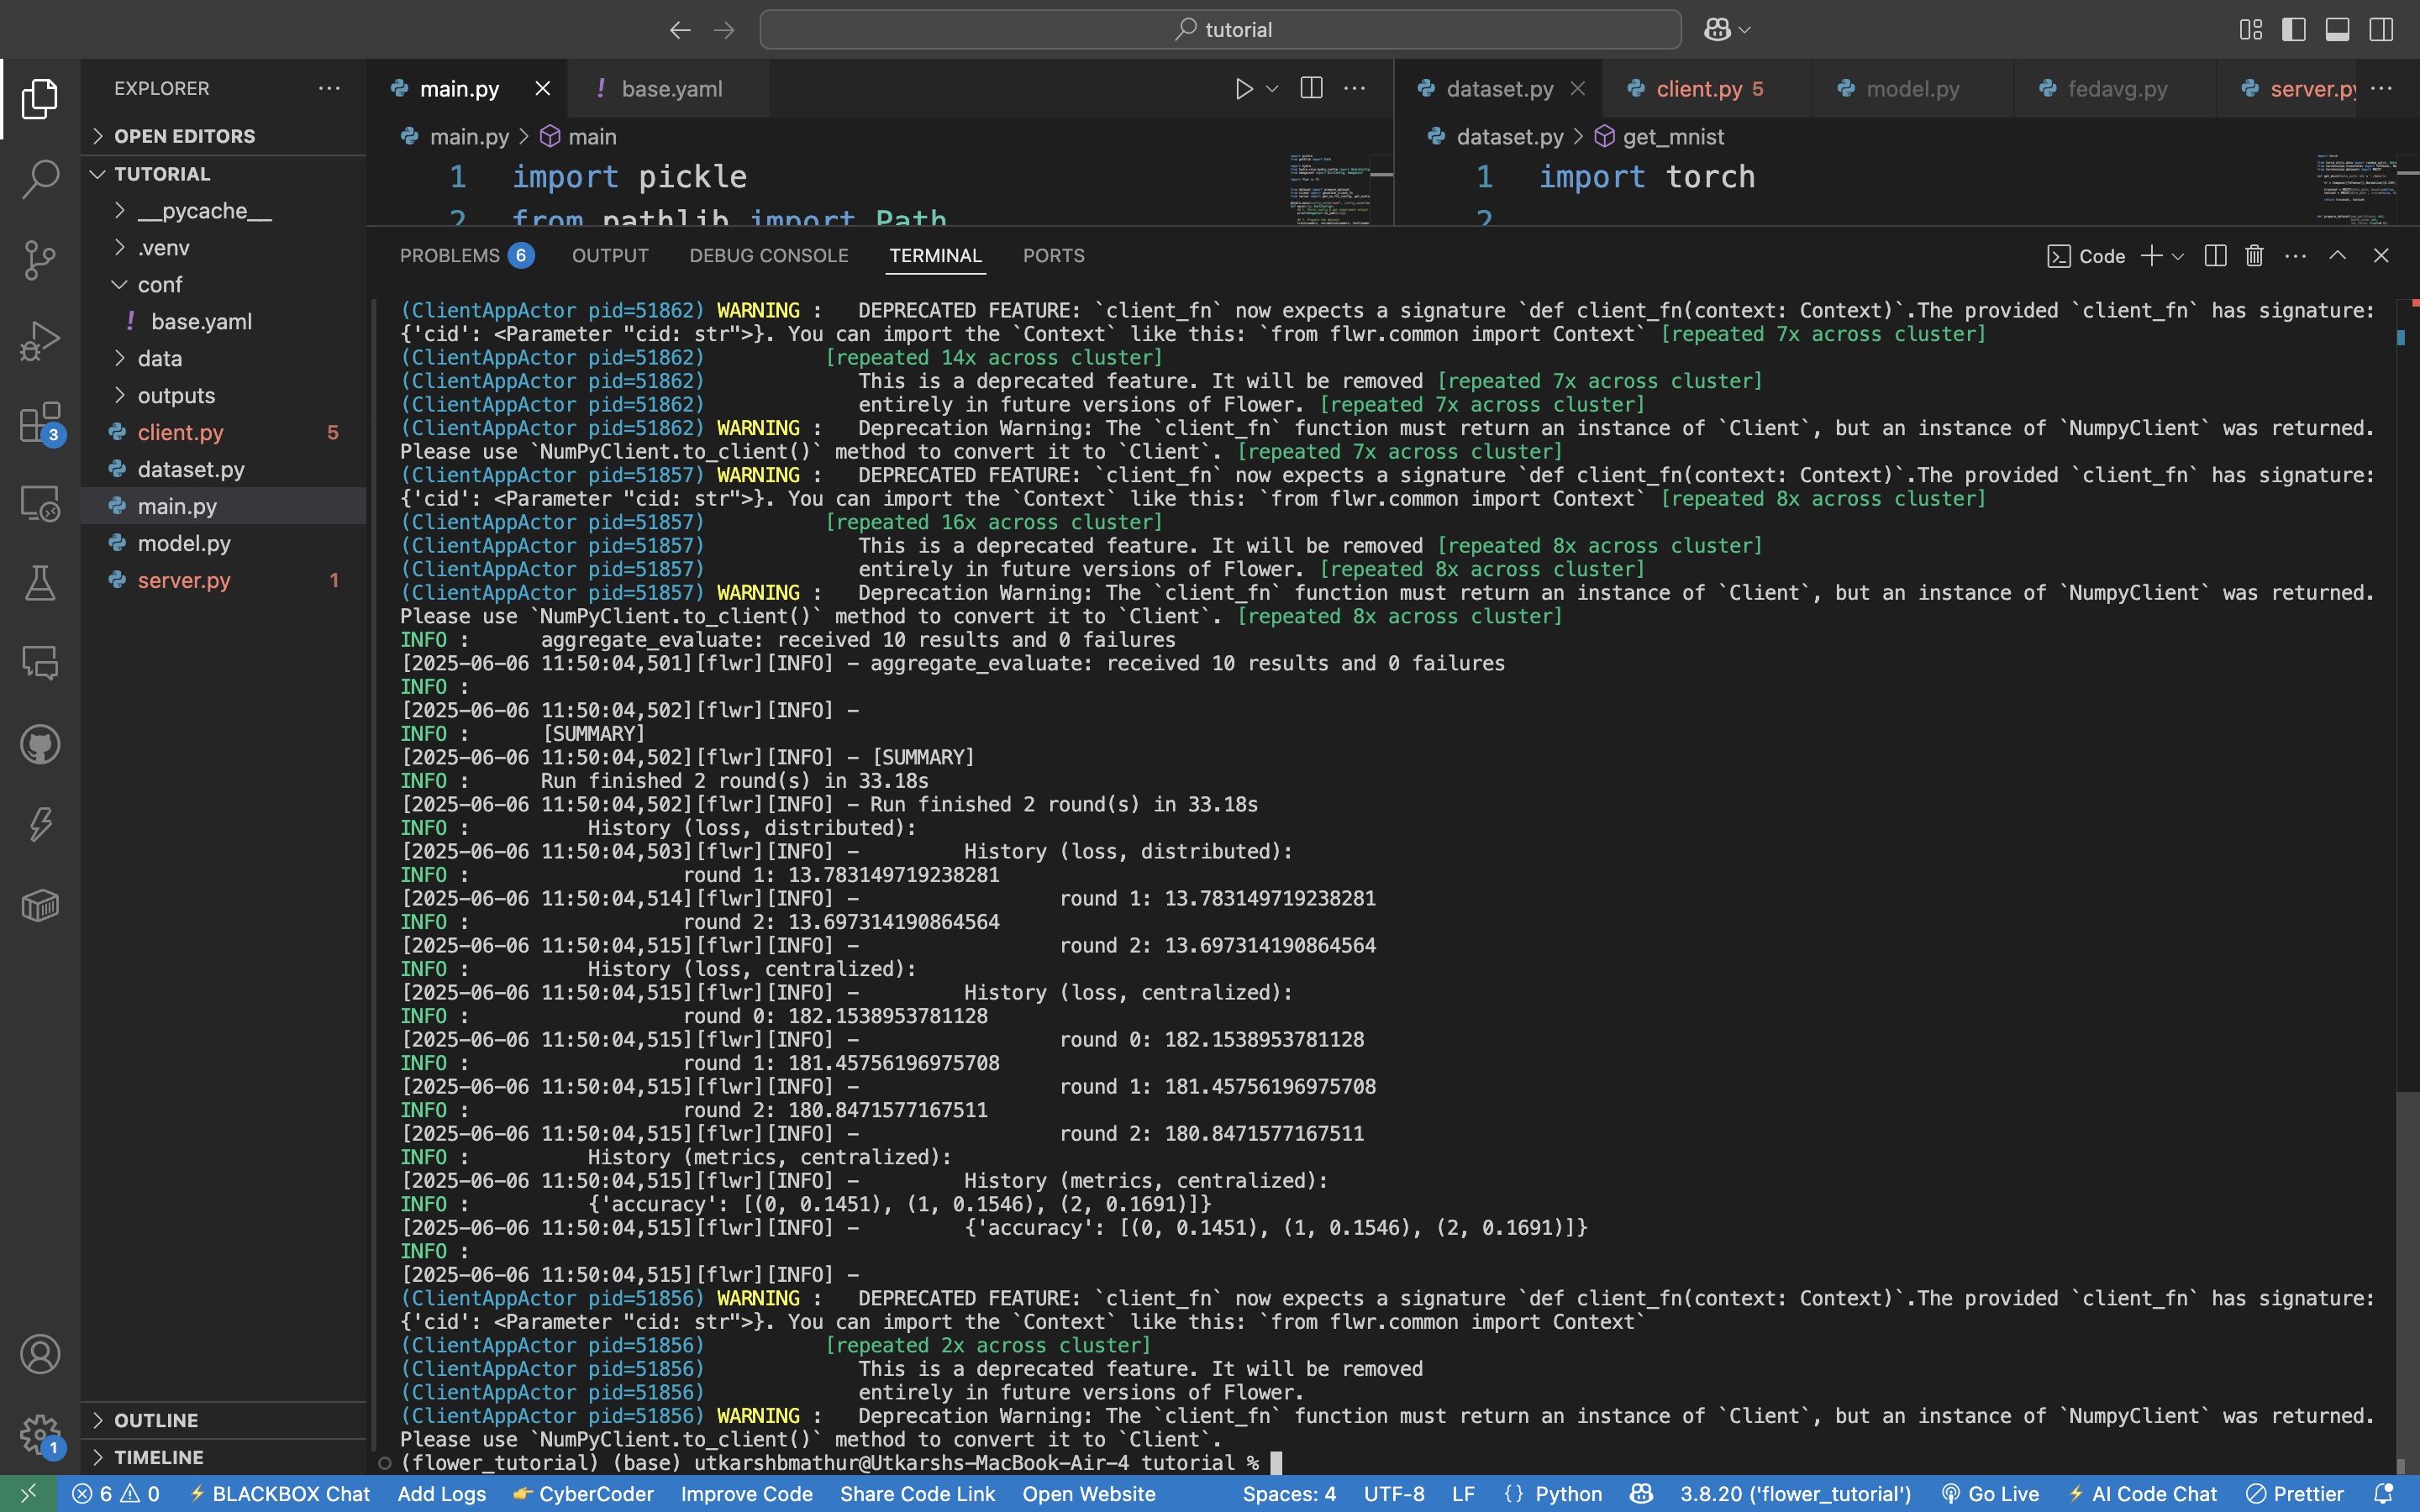 tutorial
EXPLORER
OPEN EDITORS
TUTORIAL
__pycache__
.venv
conf
! base.yaml
data
outputs
client.py 5
dataset.py
main.py
model.py
server.py 1
OUTLINE
TIMELINE
3
1
main.py
! base.yaml
main.py > main
1 import pickle
2 from pathlib import Path
dataset.py
client.py 5
model.py
fedavg.py
server.py
dataset.py > get_mnist
1 import torch
2
PROBLEMS 6 OUTPUT DEBUG CONSOLE TERMINAL PORTS
Code
(ClientAppActor pid=51862) WARNING :   DEPRECATED FEATURE: `client_fn` now expects a signature `def client_fn(context: Context)`.The provided `client_fn` has signature:
{'cid': <Parameter "cid: str">}. You can import the `Context` like this: `from flwr.common import Context` [repeated 7x across cluster]
(ClientAppActor pid=51862)          [repeated 14x across cluster]
(ClientAppActor pid=51862)             This is a deprecated feature. It will be removed [repeated 7x across cluster]
(ClientAppActor pid=51862)             entirely in future versions of Flower. [repeated 7x across cluster]
(ClientAppActor pid=51862) WARNING :   Deprecation Warning: The `client_fn` function must return an instance of `Client`, but an instance of `NumpyClient` was returned.
Please use `NumPyClient.to_client()` method to convert it to `Client`. [repeated 7x across cluster]
(ClientAppActor pid=51857) WARNING :   DEPRECATED FEATURE: `client_fn` now expects a signature `def client_fn(context: Context)`.The provided `client_fn` has signature:
{'cid': <Parameter "cid: str">}. You can import the `Context` like this: `from flwr.common import Context` [repeated 8x across cluster]
(ClientAppActor pid=51857)          [repeated 16x across cluster]
(ClientAppActor pid=51857)             This is a deprecated feature. It will be removed [repeated 8x across cluster]
(ClientAppActor pid=51857)             entirely in future versions of Flower. [repeated 8x across cluster]
(ClientAppActor pid=51857) WARNING :   Deprecation Warning: The `client_fn` function must return an instance of `Client`, but an instance of `NumpyClient` was returned.
Please use `NumPyClient.to_client()` method to convert it to `Client`. [repeated 8x across cluster]
INFO :      aggregate_evaluate: received 10 results and 0 failures
[2025-06-06 11:50:04,501][flwr][INFO] - aggregate_evaluate: received 10 results and 0 failures
INFO :
[2025-06-06 11:50:04,502][flwr][INFO] -
INFO :      [SUMMARY]
[2025-06-06 11:50:04,502][flwr][INFO] - [SUMMARY]
INFO :      Run finished 2 round(s) in 33.18s
[2025-06-06 11:50:04,502][flwr][INFO] - Run finished 2 round(s) in 33.18s
INFO :          History (loss, distributed):
[2025-06-06 11:50:04,503][flwr][INFO] -         History (loss, distributed):
INFO :                  round 1: 13.783149719238281
[2025-06-06 11:50:04,514][flwr][INFO] -                 round 1: 13.783149719238281
INFO :                  round 2: 13.697314190864564
[2025-06-06 11:50:04,515][flwr][INFO] -                 round 2: 13.697314190864564
INFO :          History (loss, centralized):
[2025-06-06 11:50:04,515][flwr][INFO] -         History (loss, centralized):
INFO :                  round 0: 182.1538953781128
[2025-06-06 11:50:04,515][flwr][INFO] -                 round 0: 182.1538953781128
INFO :                  round 1: 181.45756196975708
[2025-06-06 11:50:04,515][flwr][INFO] -                 round 1: 181.45756196975708
INFO :                  round 2: 180.8471577167511
[2025-06-06 11:50:04,515][flwr][INFO] -                 round 2: 180.8471577167511
INFO :          History (metrics, centralized):
[2025-06-06 11:50:04,515][flwr][INFO] -         History (metrics, centralized):
INFO :          {'accuracy': [(0, 0.1451), (1, 0.1546), (2, 0.1691)]}
[2025-06-06 11:50:04,515][flwr][INFO] -         {'accuracy': [(0, 0.1451), (1, 0.1546), (2, 0.1691)]}
INFO :
[2025-06-06 11:50:04,515][flwr][INFO] -
(ClientAppActor pid=51856) WARNING :   DEPRECATED FEATURE: `client_fn` now expects a signature `def client_fn(context: Context)`.The provided `client_fn` has signature:
{'cid': <Parameter "cid: str">}. You can import the `Context` like this: `from flwr.common import Context`
(ClientAppActor pid=51856)          [repeated 2x across cluster]
(ClientAppActor pid=51856)             This is a deprecated feature. It will be removed
(ClientAppActor pid=51856)             entirely in future versions of Flower.
(ClientAppActor pid=51856) WARNING :   Deprecation Warning: The `client_fn` function must return an instance of `Client`, but an instance of `NumpyClient` was returned.
Please use `NumPyClient.to_client()` method to convert it to `Client`.
(flower_tutorial) (base) utkarshbmathur@Utkarshs-MacBook-Air-4 tutorial %
6 0 BLACKBOX Chat Add Logs CyberCoder Improve Code Share Code Link Open Website Spaces: 4 UTF-8 LF {} Python 3.8.20 ('flower_tutorial') Go Live AI Code Chat Prettier